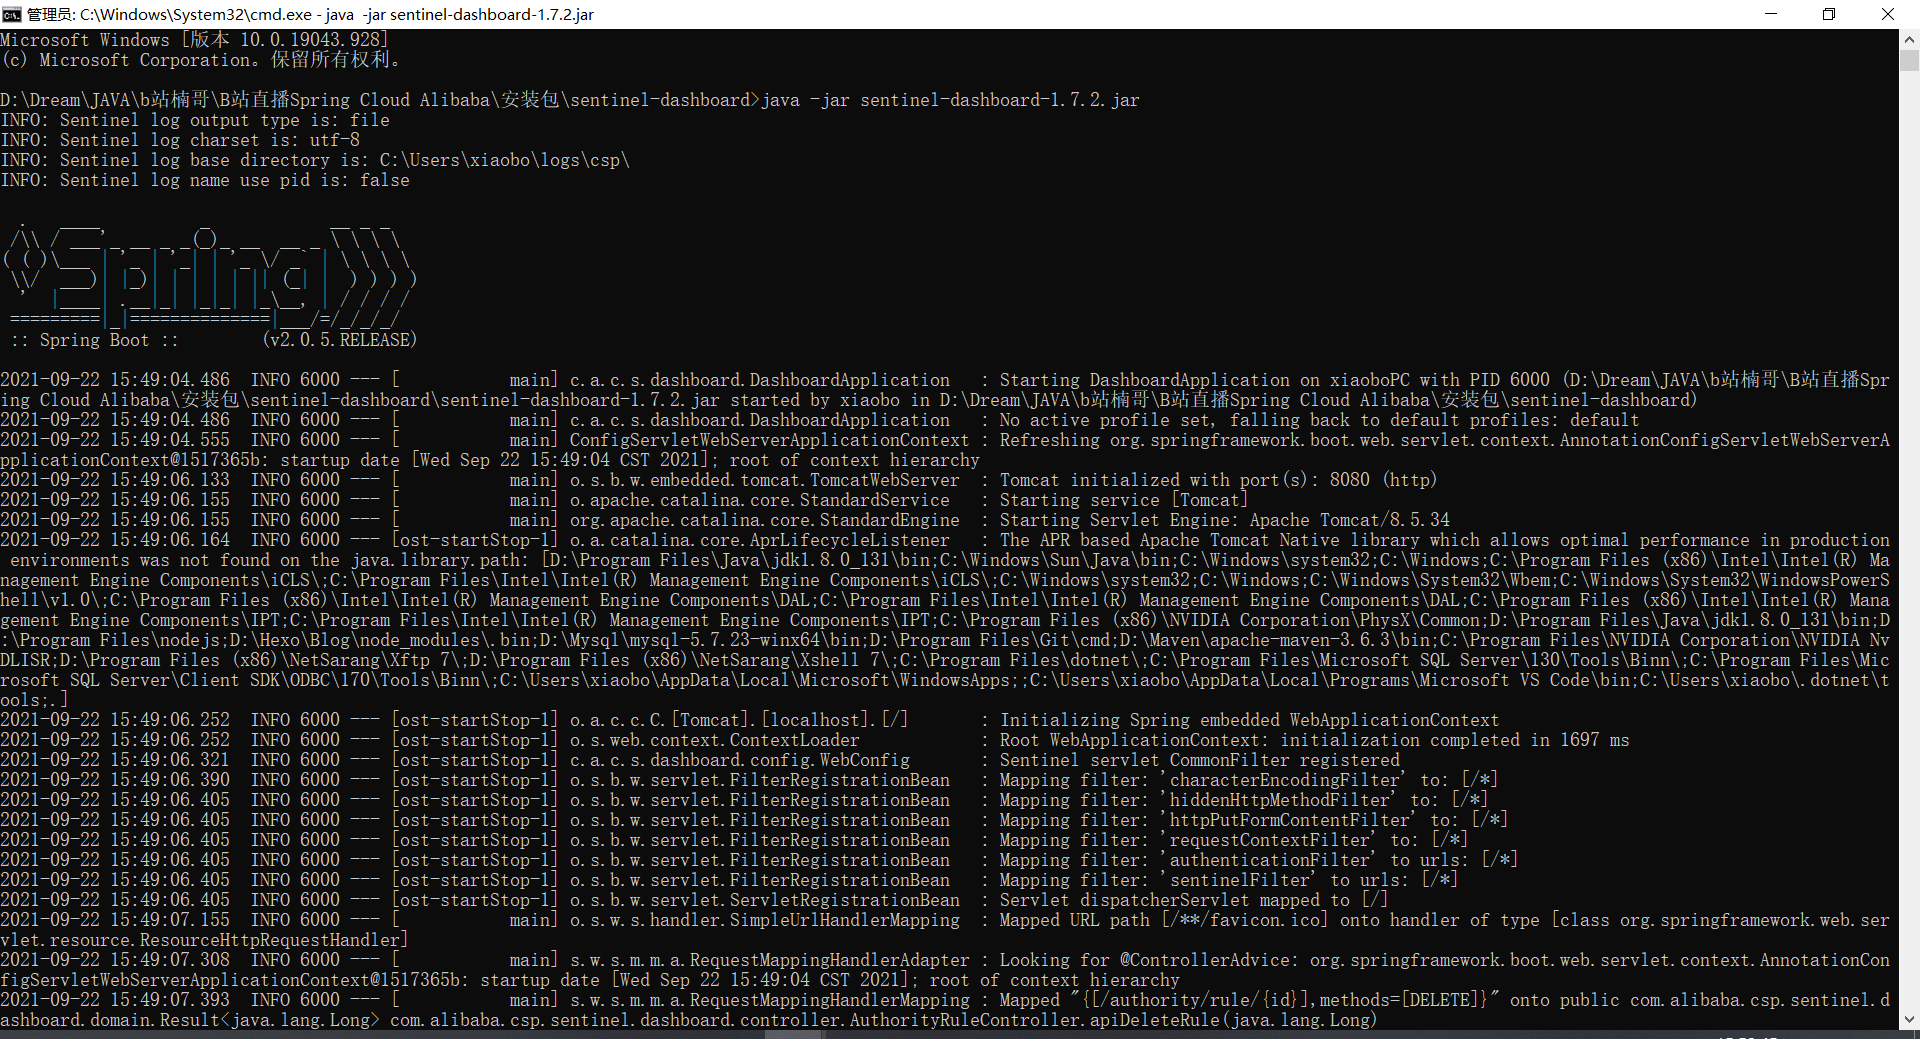 管理员: C:\Windows\System32\cmd.exe - java  -jar sentinel-dashboard-1.7.2.jar
Microsoft Windows [版本 10.0.19043.928]
(c) Microsoft Corporation。保留所有权利。
D:\Dream\JAVA\b站楠哥\B站直播Spring Cloud Alibaba\安装包\sentinel-dashboard>java -jar sentinel-dashboard-1.7.2.jar
INFO: Sentinel log output type is: file
INFO: Sentinel log charset is: utf-8
INFO: Sentinel log base directory is: C:\Users\xiaobo\logs\csp\
INFO: Sentinel log name use pid is: false
Spring
:: Spring Boot ::        (v2.0.5.RELEASE)
2021-09-22 15:49:04.486  INFO 6000 --- [           main] c.a.c.s.dashboard.DashboardApplication   : Starting DashboardApplication on xiaoboPC with PID 6000 (D:\Dream\JAVA\b站楠哥\B站直播Spr
ing Cloud Alibaba\安装包\sentinel-dashboard\sentinel-dashboard-1.7.2.jar started by xiaobo in D:\Dream\JAVA\b站楠哥\B站直播Spring Cloud Alibaba\安装包\sentinel-dashboard)
2021-09-22 15:49:04.486  INFO 6000 --- [           main] c.a.c.s.dashboard.DashboardApplication   : No active profile set, falling back to default profiles: default
2021-09-22 15:49:04.555  INFO 6000 --- [           main] ConfigServletWebServerApplicationContext : Refreshing org.springframework.boot.web.servlet.context.AnnotationConfigServletWebServerA
pplicationContext@1517365b: startup date [Wed Sep 22 15:49:04 CST 2021]; root of context hierarchy
2021-09-22 15:49:06.133  INFO 6000 --- [           main] o.s.b.w.embedded.tomcat.TomcatWebServer  : Tomcat initialized with port(s): 8080 (http)
2021-09-22 15:49:06.155  INFO 6000 --- [           main] o.apache.catalina.core.StandardService   : Starting service [Tomcat]
2021-09-22 15:49:06.155  INFO 6000 --- [           main] org.apache.catalina.core.StandardEngine  : Starting Servlet Engine: Apache Tomcat/8.5.34
2021-09-22 15:49:06.164  INFO 6000 --- [ost-startStop-1] o.a.catalina.core.AprLifecycleListener   : The APR based Apache Tomcat Native library which allows optimal performance in production
 environments was not found on the java.library.path: [D:\Program Files\Java\jdk1.8.0_131\bin;C:\Windows\Sun\Java\bin;C:\Windows\system32;C:\Windows;C:\Program Files (x86)\Intel\Intel(R) Ma
nagement Engine Components\iCLS\;C:\Program Files\Intel\Intel(R) Management Engine Components\iCLS\;C:\Windows\system32;C:\Windows;C:\Windows\System32\Wbem;C:\Windows\System32\WindowsPowerS
hell\v1.0\;C:\Program Files (x86)\Intel\Intel(R) Management Engine Components\DAL;C:\Program Files\Intel\Intel(R) Management Engine Components\DAL;C:\Program Files (x86)\Intel\Intel(R) Mana
gement Engine Components\IPT;C:\Program Files\Intel\Intel(R) Management Engine Components\IPT;C:\Program Files (x86)\NVIDIA Corporation\PhysX\Common;D:\Program Files\Java\jdk1.8.0_131\bin;D
:\Program Files\nodejs;D:\Hexo\Blog\node_modules\.bin;D:\Mysql\mysql-5.7.23-winx64\bin;D:\Program Files\Git\cmd;D:\Maven\apache-maven-3.6.3\bin;C:\Program Files\NVIDIA Corporation\NVIDIA Nv
DLISR;D:\Program Files (x86)\NetSarang\Xftp 7\;D:\Program Files (x86)\NetSarang\Xshell 7\;C:\Program Files\dotnet\;C:\Program Files\Microsoft SQL Server\130\Tools\Binn\;C:\Program Files\Mic
rosoft SQL Server\Client SDK\ODBC\170\Tools\Binn\;C:\Users\xiaobo\AppData\Local\Microsoft\WindowsApps;;C:\Users\xiaobo\AppData\Local\Programs\Microsoft VS Code\bin;C:\Users\xiaobo\.dotnet\t
ools;.]
2021-09-22 15:49:06.252  INFO 6000 --- [ost-startStop-1] o.a.c.c.C.[Tomcat].[localhost].[/]       : Initializing Spring embedded WebApplicationContext
2021-09-22 15:49:06.252  INFO 6000 --- [ost-startStop-1] o.s.web.context.ContextLoader            : Root WebApplicationContext: initialization completed in 1697 ms
2021-09-22 15:49:06.321  INFO 6000 --- [ost-startStop-1] c.a.c.s.dashboard.config.WebConfig       : Sentinel servlet CommonFilter registered
2021-09-22 15:49:06.390  INFO 6000 --- [ost-startStop-1] o.s.b.w.servlet.FilterRegistrationBean   : Mapping filter: 'characterEncodingFilter' to: [/*]
2021-09-22 15:49:06.405  INFO 6000 --- [ost-startStop-1] o.s.b.w.servlet.FilterRegistrationBean   : Mapping filter: 'hiddenHttpMethodFilter' to: [/*]
2021-09-22 15:49:06.405  INFO 6000 --- [ost-startStop-1] o.s.b.w.servlet.FilterRegistrationBean   : Mapping filter: 'httpPutFormContentFilter' to: [/*]
2021-09-22 15:49:06.405  INFO 6000 --- [ost-startStop-1] o.s.b.w.servlet.FilterRegistrationBean   : Mapping filter: 'requestContextFilter' to: [/*]
2021-09-22 15:49:06.405  INFO 6000 --- [ost-startStop-1] o.s.b.w.servlet.FilterRegistrationBean   : Mapping filter: 'authenticationFilter' to urls: [/*]
2021-09-22 15:49:06.405  INFO 6000 --- [ost-startStop-1] o.s.b.w.servlet.FilterRegistrationBean   : Mapping filter: 'sentinelFilter' to urls: [/*]
2021-09-22 15:49:06.405  INFO 6000 --- [ost-startStop-1] o.s.b.w.servlet.ServletRegistrationBean  : Servlet dispatcherServlet mapped to [/]
2021-09-22 15:49:07.155  INFO 6000 --- [           main] o.s.w.s.handler.SimpleUrlHandlerMapping  : Mapped URL path [/**/favicon.ico] onto handler of type [class org.springframework.web.ser
vlet.resource.ResourceHttpRequestHandler]
2021-09-22 15:49:07.308  INFO 6000 --- [           main] s.w.s.m.m.a.RequestMappingHandlerAdapter : Looking for @ControllerAdvice: org.springframework.boot.web.servlet.context.AnnotationCon
figServletWebServerApplicationContext@1517365b: startup date [Wed Sep 22 15:49:04 CST 2021]; root of context hierarchy
2021-09-22 15:49:07.393  INFO 6000 --- [           main] s.w.s.m.m.a.RequestMappingHandlerMapping : Mapped "{[/authority/rule/{id}],methods=[DELETE]}" onto public com.alibaba.csp.sentinel.d
ashboard.domain.Result<java.lang.Long> com.alibaba.csp.sentinel.dashboard.controller.AuthorityRuleController.apiDeleteRule(java.lang.Long)